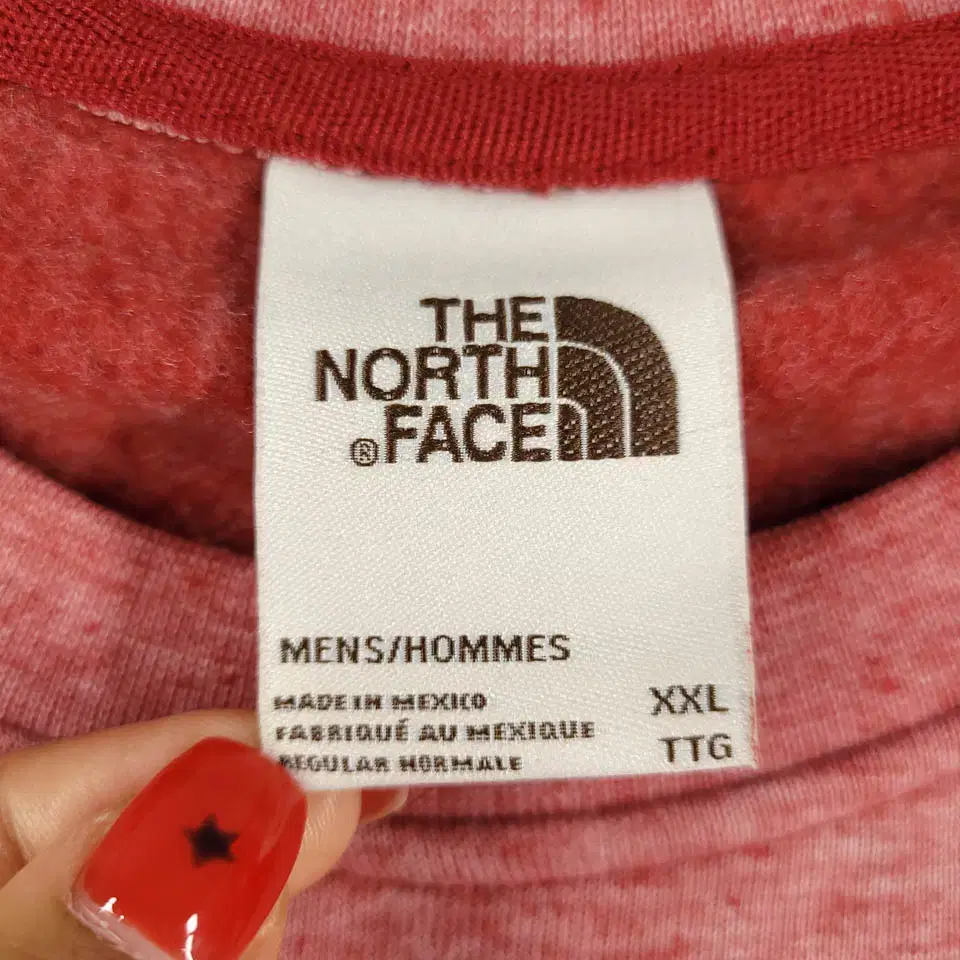 THE
NORTH
® FACE
MENS/HOMMES
MADE IN MEXICO
XXL
FABRIQUÉ AU MEXIQUE
TTG
REGULAR NORMALE